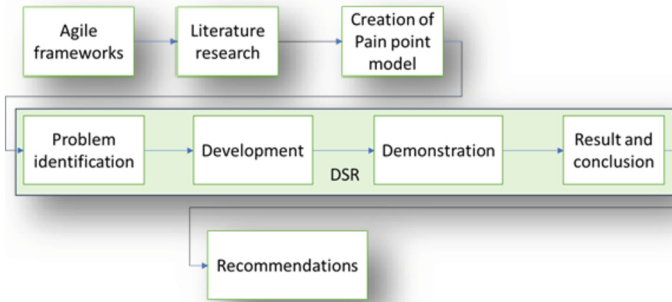 Agile
frameworks
Literature
research
Creation of
Pain point
model
Problem
identification
Development
Demonstration
Result and
conclusion
DSR
Recommendations